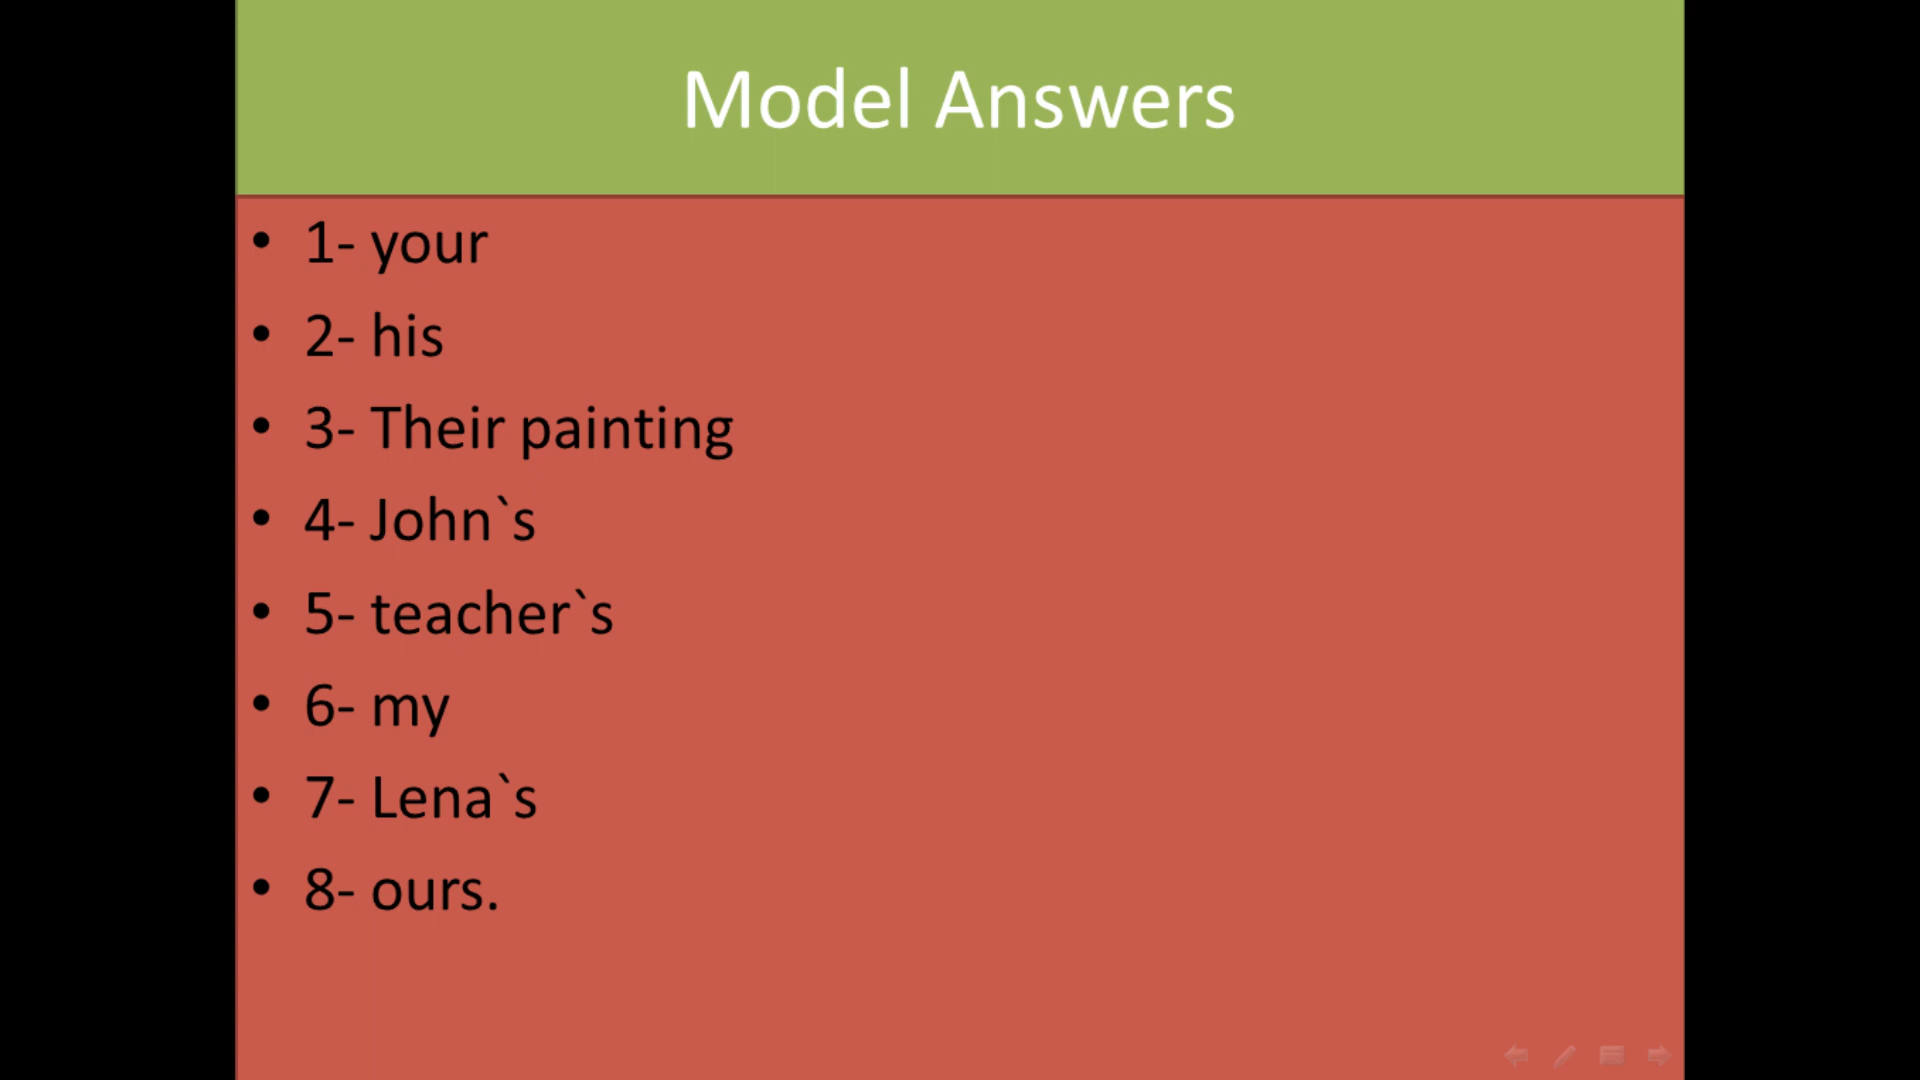 Model Answers
• 1- your
• 2- his
• 3- Their painting
• 4- John`s
• 5- teacher`s
• 6- my
• 7- Lena`s
• 8- ours.